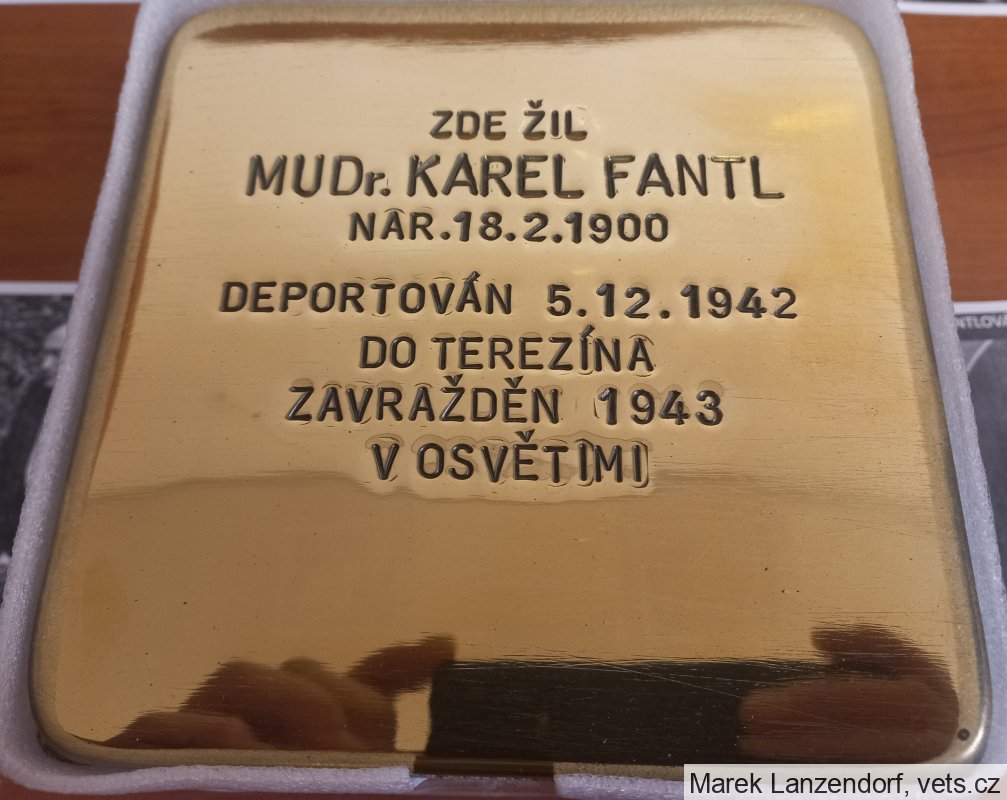 ZDE ŽIL
MUDr. KAREL FANTL
NAR.18.2.1900
DEPORTOVÁN 5.12.1942
DO TEREZÍNA
ZAVRAŽDĚN 1943
V OSVĚTIMI
Marek Lanzendorf, vets.cz